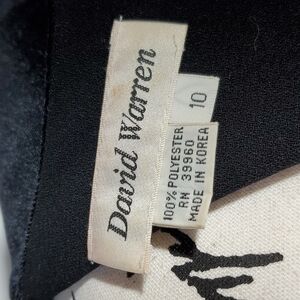 David Warren
10
100% POLYESTER
RN 39960
MADE IN KOREA